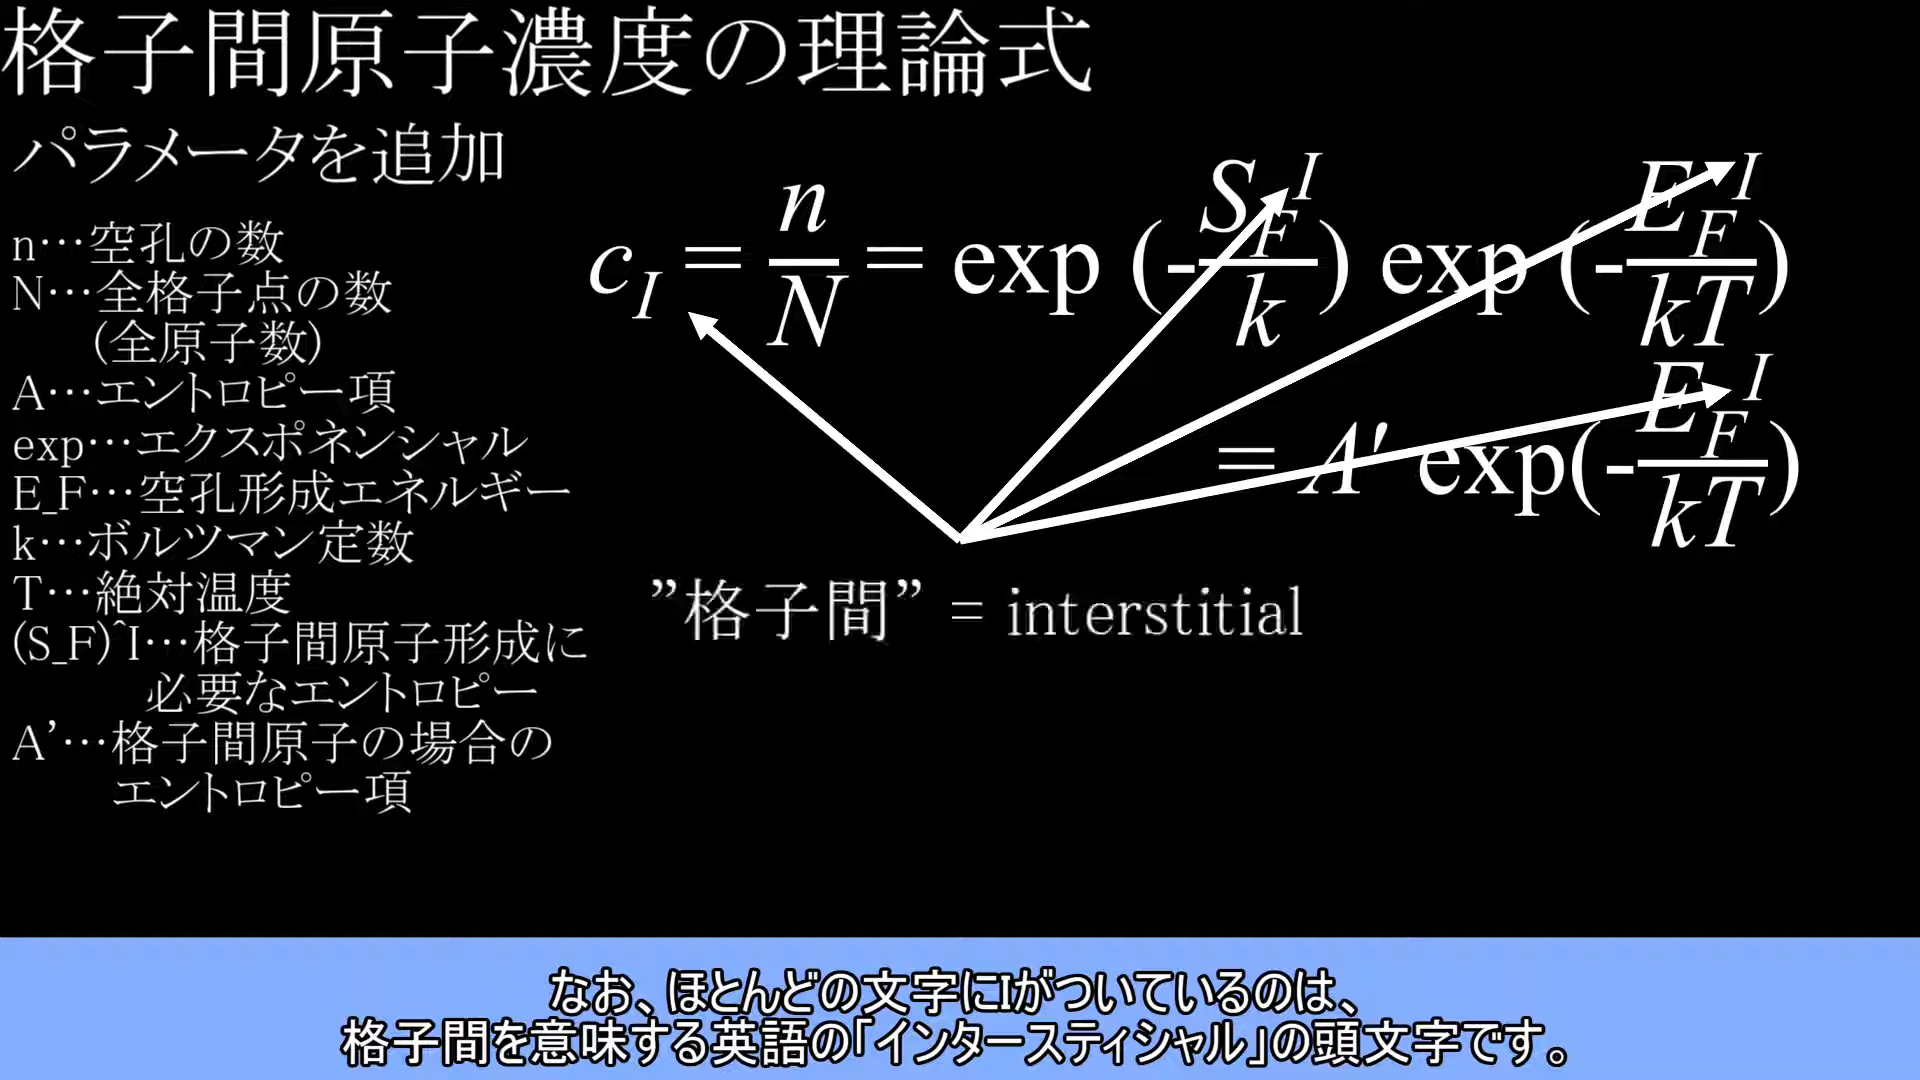 格子間原子濃度の理論式
パラメータを追加
n…空孔の数
N…全格子点の数
(全原子数)
A…エントロピー項
exp…エクスポネンシャル
E_F…空孔形成エネルギー
k…ボルツマン定数
T…絶対温度
(S_F)^I…格子間原子形成に
必要なエントロピー
A’…格子間原子の場合の
エントロピー項
c_I = n/N = exp (-S_F^I/k) exp (-E_F^I/kT)
= A' exp(-E_F^I/kT)
”格子間” = interstitial
なお、ほとんどの文字にIがついているのは、
格子間を意味する英語の「インタースティシャル」の頭文字です。